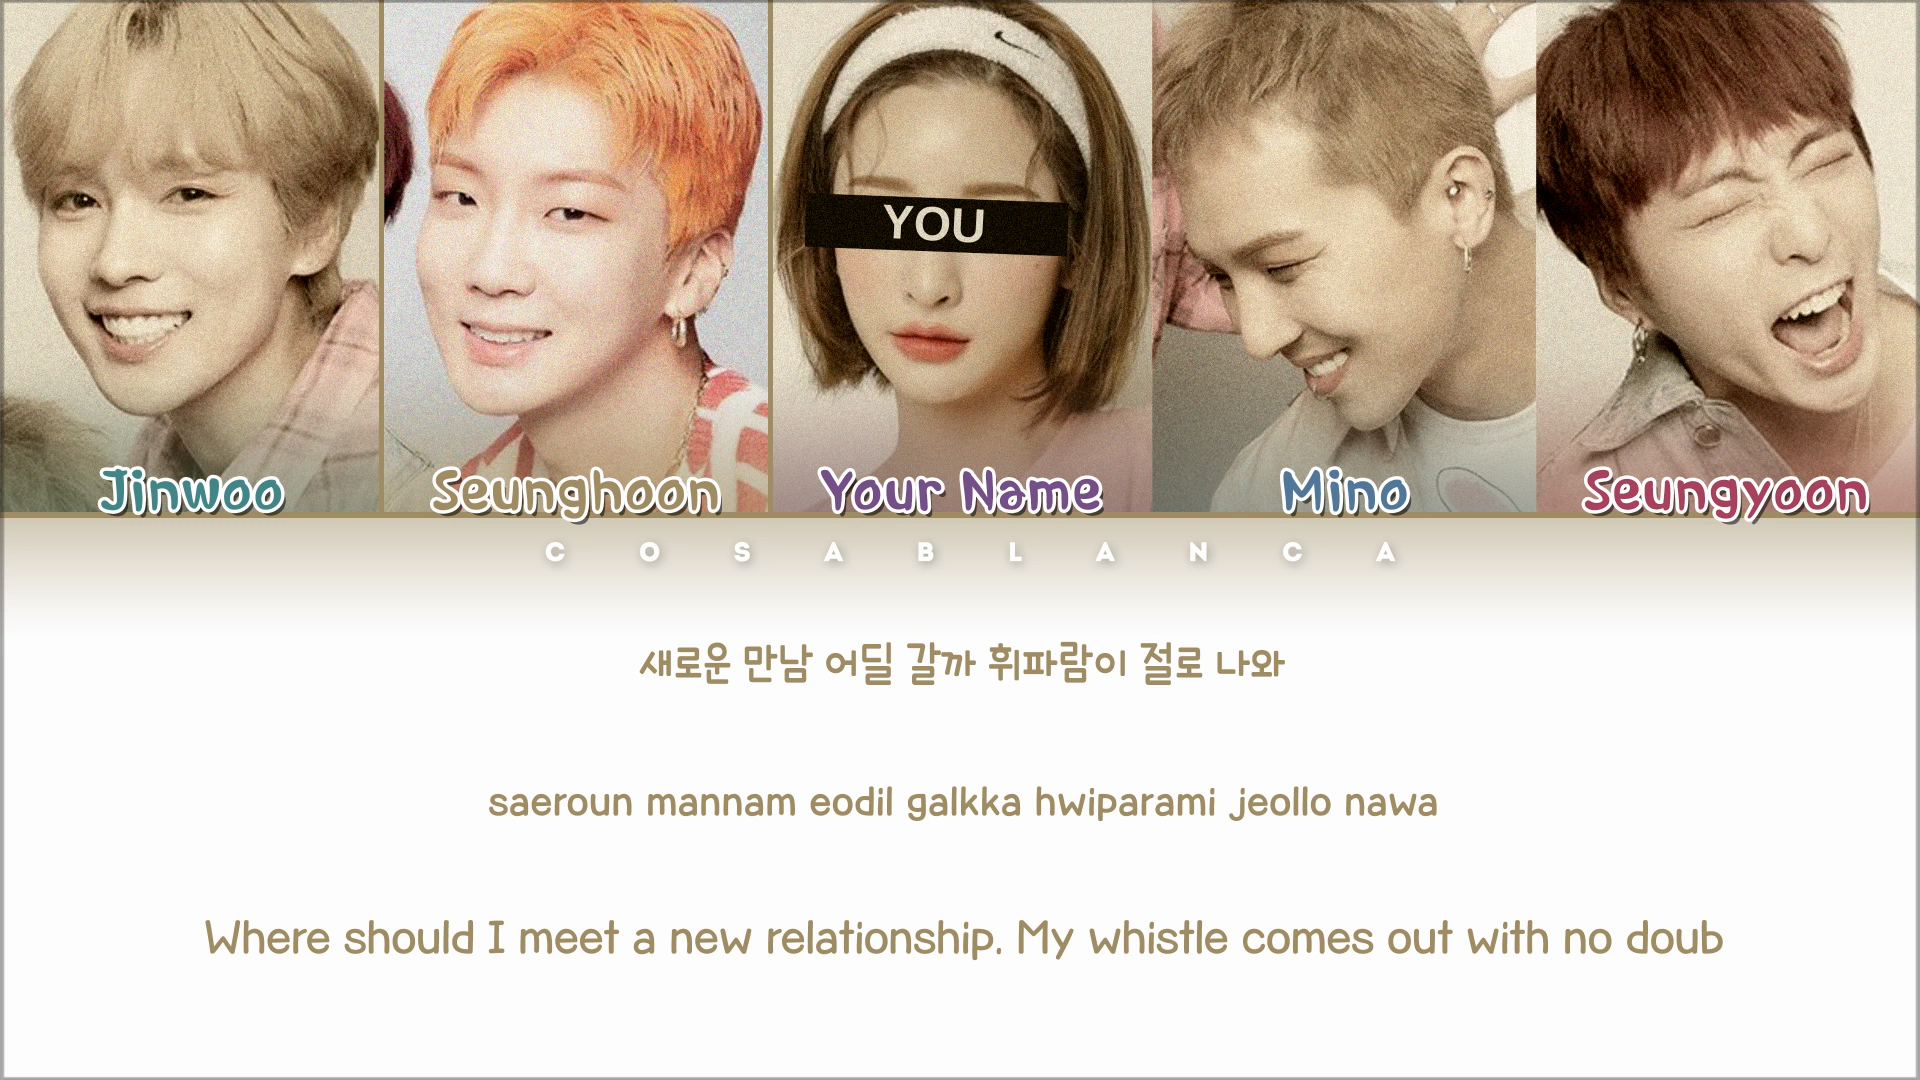 YOU
Jinwoo Seunghoon Your Name Mino Seungyoon
COSABLANCA
새로운 만남 어딜 갈까 휘파람이 절로 나와
saeroun mannam eodil galkka hwiparami jeollo nawa
Where should I meet a new relationship. My whistle comes out with no doub